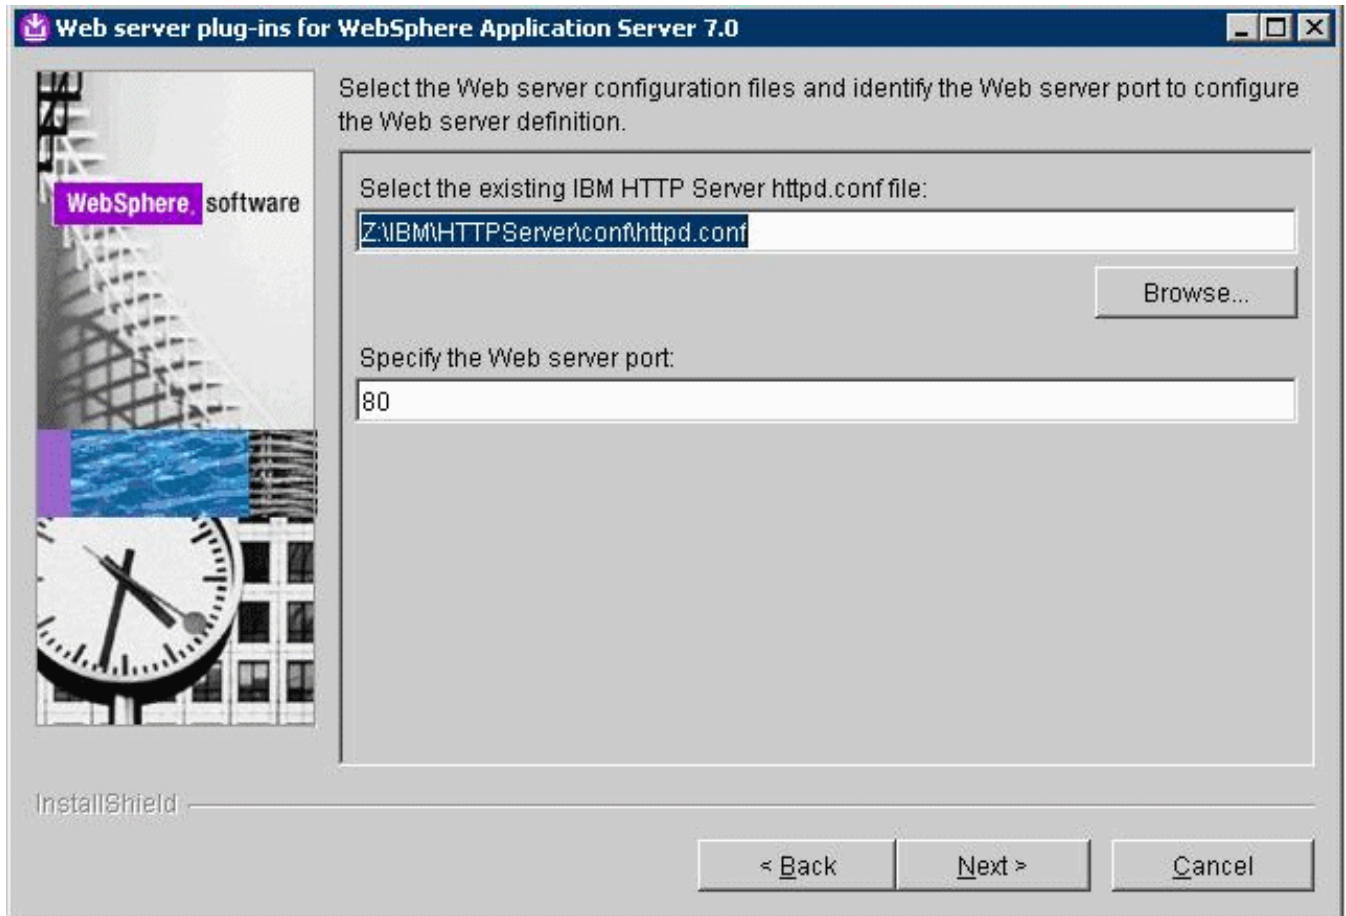 Web server plug-ins for WebSphere Application Server 7.0
Select the Web server configuration files and identify the Web server port to configure
the Web server definition.
WebSphere. software
Select the existing IBM HTTP Server httpd.conf file:
Z:\IBM\HTTPServer\conf\httpd.conf
Browse...
Specify the Web server port:
80
InstallShield
< Back
Next >
Cancel